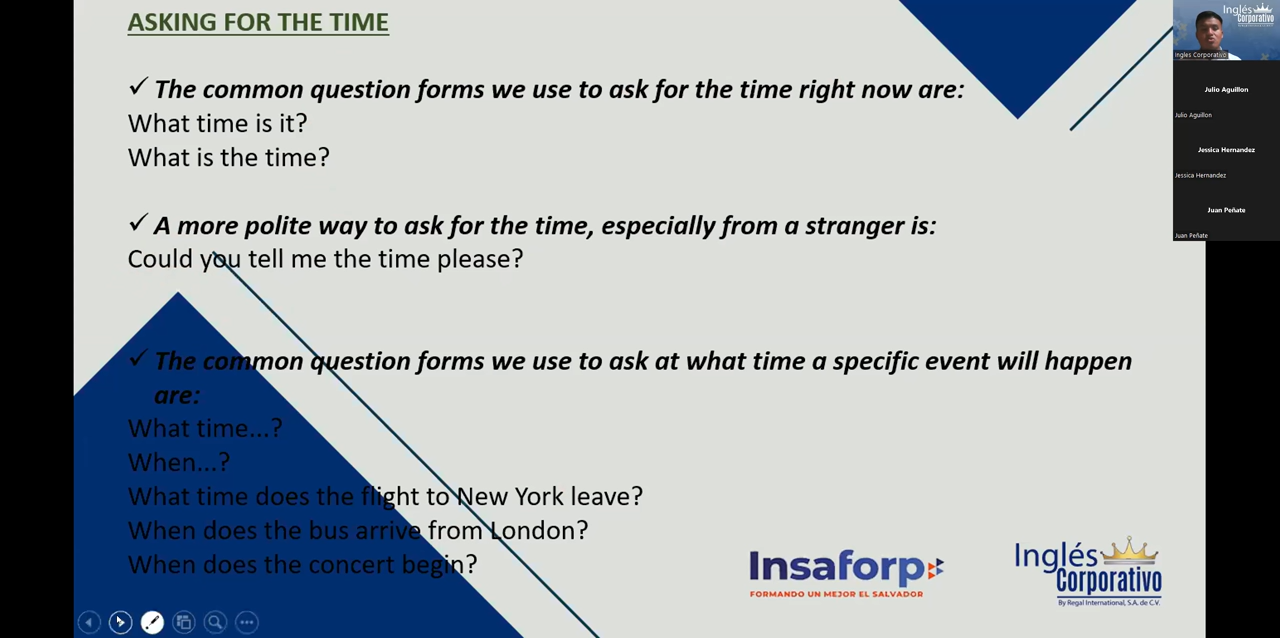 ASKING FOR THE TIME
✓ The common question forms we use to ask for the time right now are:
What time is it?
What is the time?
✓ A more polite way to ask for the time, especially from a stranger is:
Could you tell me the time please?
✓ The common question forms we use to ask at what time a specific event will happen
are:
What time...?
When...?
What time does the flight to New York leave?
When does the bus arrive from London?
When does the concert begin?
Insaforp
FORMANDO UN MEJOR EL SALVADOR
Inglés
Corporativo
By Regal International, S.A. de C.V.
Inglés
Corporativo
Ingles Corporativo
Julio Aguillon
Julio Aguillon
Jessica Hernandez
Jessica Hernandez
Juan Peñate
Juan Peñate